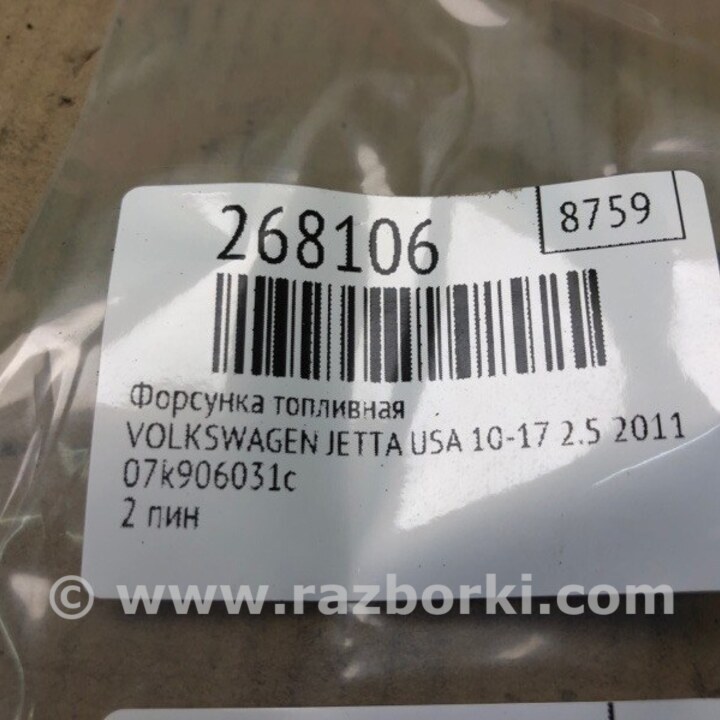 268106
8759
Форсунка топливная
VOLKSWAGEN JETTA USA 10-17 2.5 2011
07k906031c
2 пин
© www.razborki.com